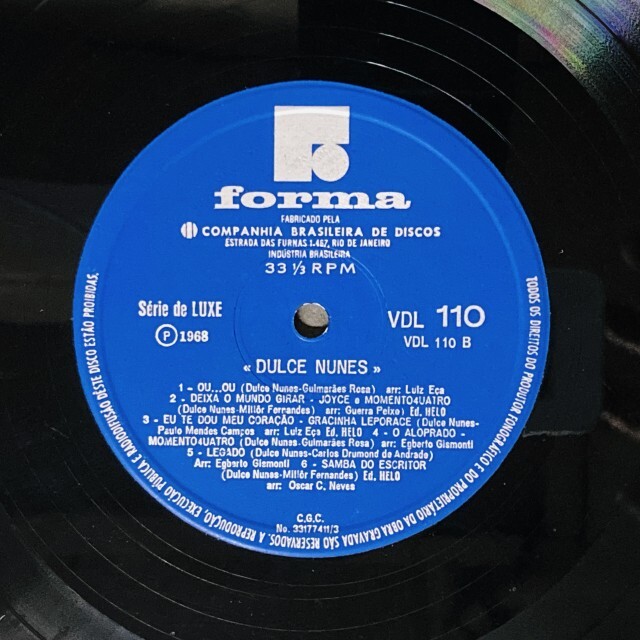 forma
FABRICADO PELA
COMPANHIA BRASILEIRA DE DISCOS
ESTRADA DAS FURNAS 1.467, RIO DE JANEIRO
INDÚSTRIA BRASILEIRA
33 1/3 RPM
Série de LUXE
VDL 110
Ⓟ 1968
VDL 110 B
« DULCE NUNES »
1 - OU...OU (Dulce Nunes-Guimarães Rosa) arr: Luiz Eça
2 - DEIXA O MUNDO GIRAR - JOYCE e MOMENTO4UATRO
(Dulce Nunes-Millôr Fernandes) arr: Guerra Peixe) Ed. HELO
3 - EU TE DOU MEU CORAÇÃO - GRACINHA LEPORACE (Dulce Nunes-
Paulo Mendes Campos arr: Luiz Eça Ed. HELO 4 - O ALOPRADO -
MOMENTO4UATRO (Dulce Nunes-Guimarães Rosa) arr: Egberto Gismonti
5 - LEGADO (Dulce Nunes-Carlos Drumond de Andrade)
Arr: Egberto Gismonti 6 - SAMBA DO ESCRITOR
(Dulce Nunes-Millôr Fernandes) Ed. HELO
arr: Oscar C. Neves
C.G.C.
No. 33177411/3
TODOS OS DIREITOS DO PRODUTOR FONOGRÁFICO E DO PROPRIETÁRIO DA OBRA GRAVADA SÃO RESERVADOS. A REPRODUÇÃO, EXECUÇÃO PÚBLICA E RADIODIFUSÃO DÊSTE DISCO ESTÃO PROIBIDAS.